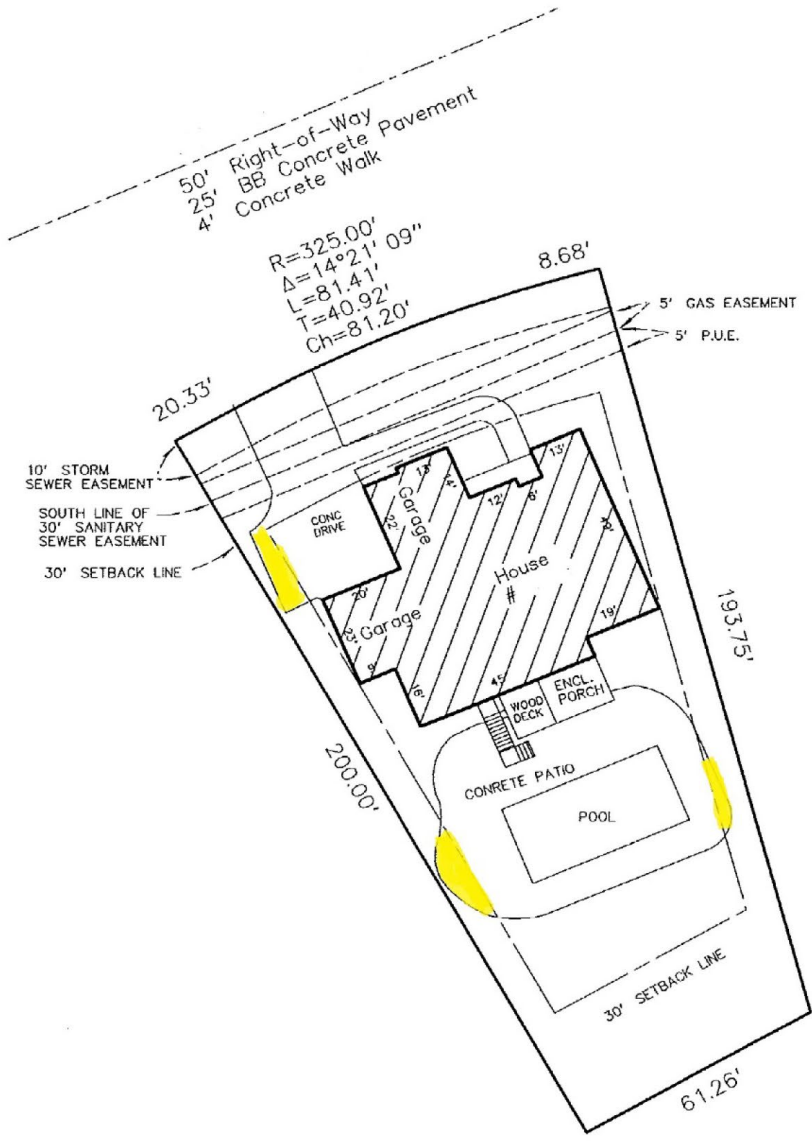 50' Right-of-Way
25' BB Concrete Pavement
4' Concrete Walk
R=325.00'
Δ=14°21' 09"
L=81.41'
T=40.92'
Ch=81.20'
8.68'
20.33'
5' GAS EASEMENT
5' P.U.E.
10' STORM
SEWER EASEMENT
SOUTH LINE OF
30' SANITARY
SEWER EASEMENT
30' SETBACK LINE
CONC
DRIVE
Garage
13'
14'
12'
6'
13'
22'
49'
House
#
20'
Garage
23'
9'
16'
45'
19'
WOOD
DECK
ENCL.
PORCH
193.75'
200.00'
CONRETE PATIO
POOL
30' SETBACK LINE
61.26'